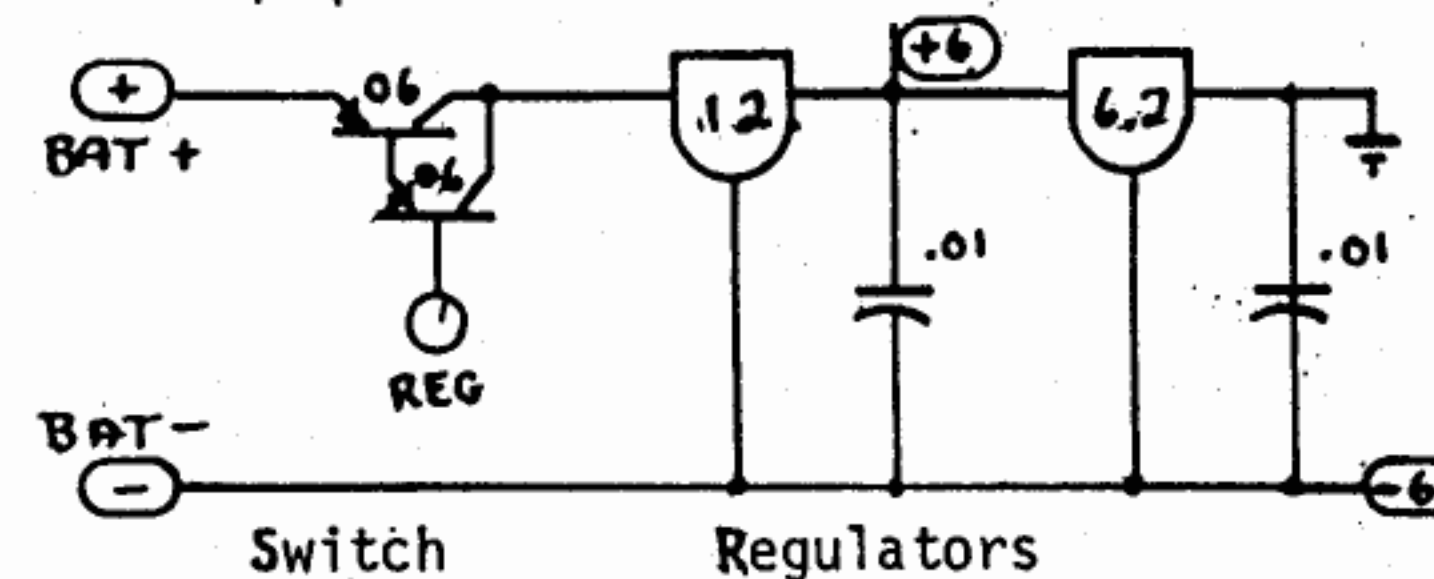 +6
+
06
.12
6.2
BAT +
06
.01
.01
REG
BAT -
-
-6
Switch
Regulators